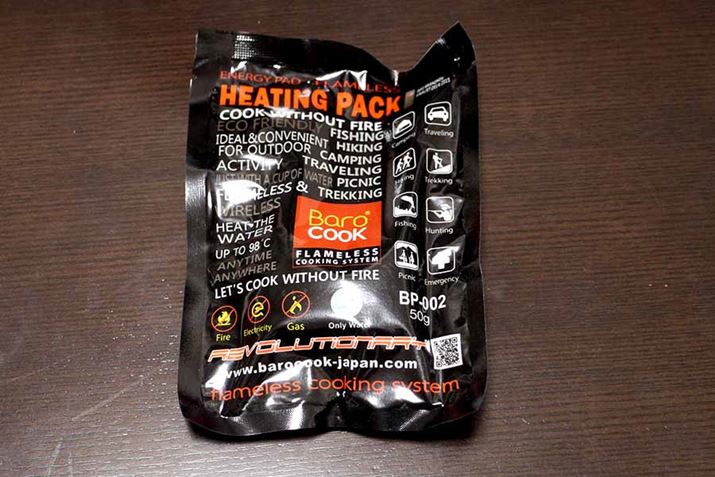 ENERGY PAD - FLAMELESS
HEATING PACK
COOK WITHOUT FIRE
ECO FRIENDLY FISHING
IDEAL&CONVENIENT HIKING
FOR OUTDOOR CAMPING
ACTIVITY TRAVELING
JUST WITH A CUP OF WATER PICNIC
FLAMELESS & TREKKING
WIRELESS
HEAT THE
WATER
UP TO 98°C
ANYTIME
ANYWHERE
LET'S COOK WITHOUT FIRE
Baro®
COOK
FLAMELESS
COOKING SYSTEM
Camping
Traveling
Hiking
Trekking
Fishing
Hunting
Picnic
Emergency
BP-002
50g
Fire
Electricity
Gas
Only Water
REVOLUTIONARY
www.barocook-japan.com
flameless cooking system